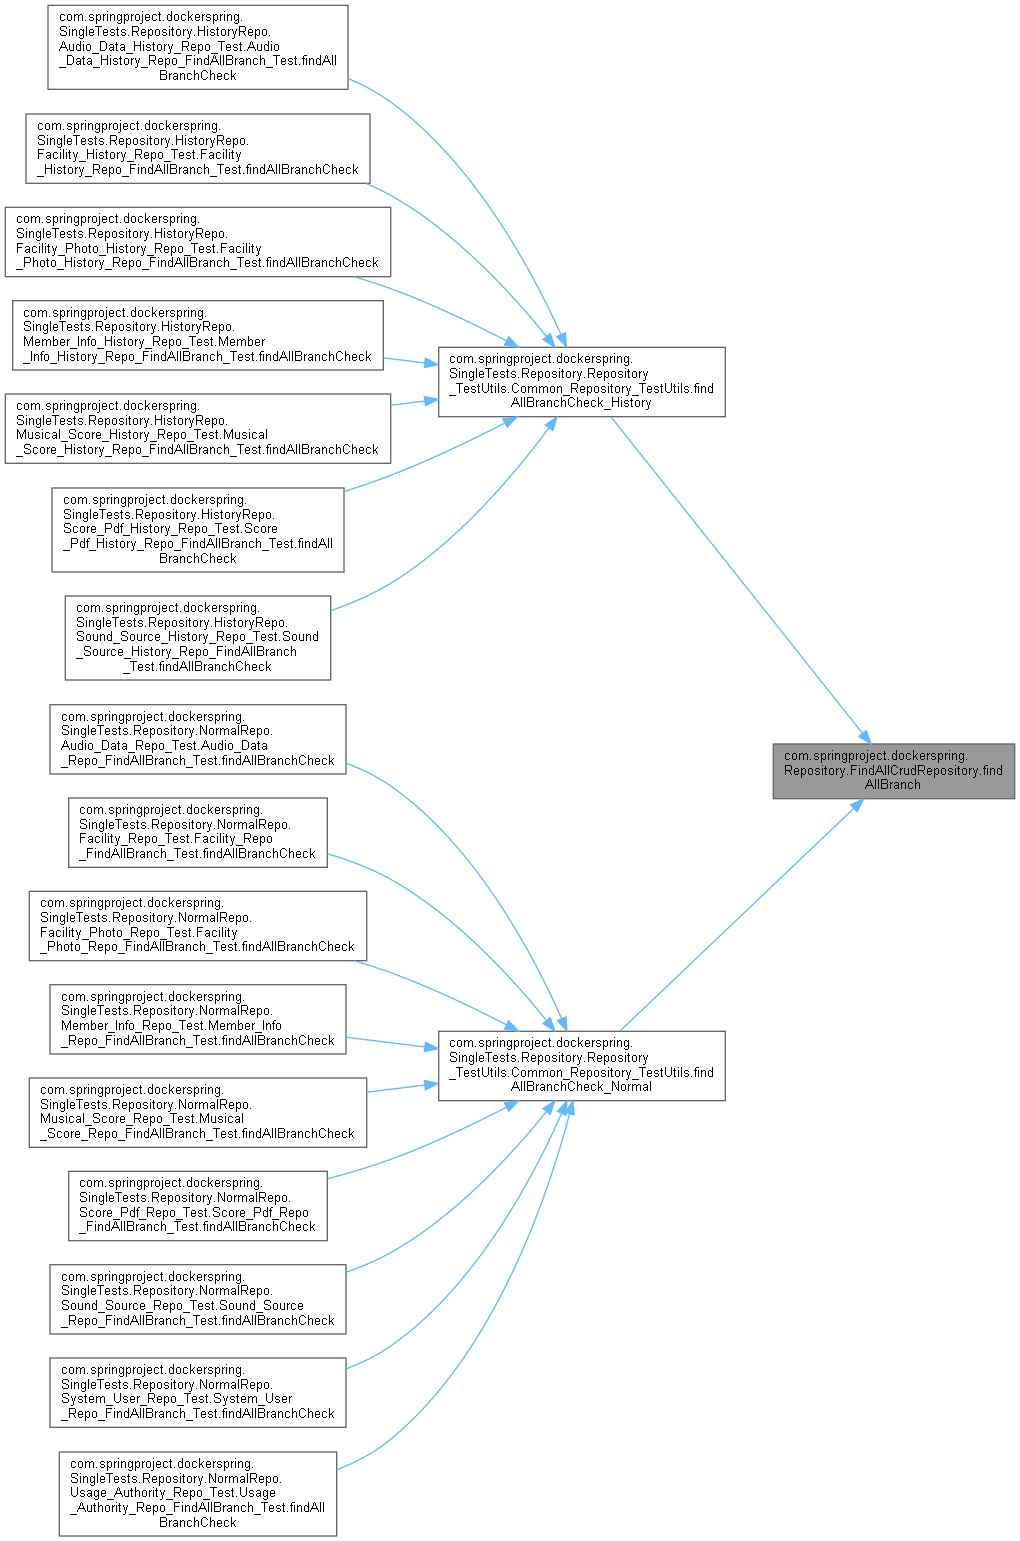 com.springproject.dockerspring.
SingleTests.Repository.HistoryRepo.
Audio_Data_History_Repo_Test.Audio
_Data_History_Repo_FindAllBranch_Test.findAll
BranchCheck
com.springproject.dockerspring.
SingleTests.Repository.HistoryRepo.
Facility_History_Repo_Test.Facility
_History_Repo_FindAllBranch_Test.findAllBranchCheck
com.springproject.dockerspring.
SingleTests.Repository.HistoryRepo.
Facility_Photo_History_Repo_Test.Facility
_Photo_History_Repo_FindAllBranch_Test.findAllBranchCheck
com.springproject.dockerspring.
SingleTests.Repository.HistoryRepo.
Member_Info_History_Repo_Test.Member
_Info_History_Repo_FindAllBranch_Test.findAllBranchCheck
com.springproject.dockerspring.
SingleTests.Repository.HistoryRepo.
Musical_Score_History_Repo_Test.Musical
_Score_History_Repo_FindAllBranch_Test.findAllBranchCheck
com.springproject.dockerspring.
SingleTests.Repository.HistoryRepo.
Score_Pdf_History_Repo_Test.Score
_Pdf_History_Repo_FindAllBranch_Test.findAll
BranchCheck
com.springproject.dockerspring.
SingleTests.Repository.HistoryRepo.
Sound_Source_History_Repo_Test.Sound
_Source_History_Repo_FindAllBranch
_Test.findAllBranchCheck
com.springproject.dockerspring.
SingleTests.Repository.Repository
_TestUtils.Common_Repository_TestUtils.find
AllBranchCheck_History
com.springproject.dockerspring.
Repository.FindAllCrudRepository.find
AllBranch
com.springproject.dockerspring.
SingleTests.Repository.NormalRepo.
Audio_Data_Repo_Test.Audio_Data
_Repo_FindAllBranch_Test.findAllBranchCheck
com.springproject.dockerspring.
SingleTests.Repository.NormalRepo.
Facility_Repo_Test.Facility_Repo
_FindAllBranch_Test.findAllBranchCheck
com.springproject.dockerspring.
SingleTests.Repository.NormalRepo.
Facility_Photo_Repo_Test.Facility
_Photo_Repo_FindAllBranch_Test.findAllBranchCheck
com.springproject.dockerspring.
SingleTests.Repository.NormalRepo.
Member_Info_Repo_Test.Member_Info
_Repo_FindAllBranch_Test.findAllBranchCheck
com.springproject.dockerspring.
SingleTests.Repository.NormalRepo.
Musical_Score_Repo_Test.Musical
_Score_Repo_FindAllBranch_Test.findAllBranchCheck
com.springproject.dockerspring.
SingleTests.Repository.NormalRepo.
Score_Pdf_Repo_Test.Score_Pdf_Repo
_FindAllBranch_Test.findAllBranchCheck
com.springproject.dockerspring.
SingleTests.Repository.NormalRepo.
Sound_Source_Repo_Test.Sound_Source
_Repo_FindAllBranch_Test.findAllBranchCheck
com.springproject.dockerspring.
SingleTests.Repository.NormalRepo.
System_User_Repo_Test.System_User
_Repo_FindAllBranch_Test.findAllBranchCheck
com.springproject.dockerspring.
SingleTests.Repository.NormalRepo.
Usage_Authority_Repo_Test.Usage
_Authority_Repo_FindAllBranch_Test.findAll
BranchCheck
com.springproject.dockerspring.
SingleTests.Repository.Repository
_TestUtils.Common_Repository_TestUtils.find
AllBranchCheck_Normal